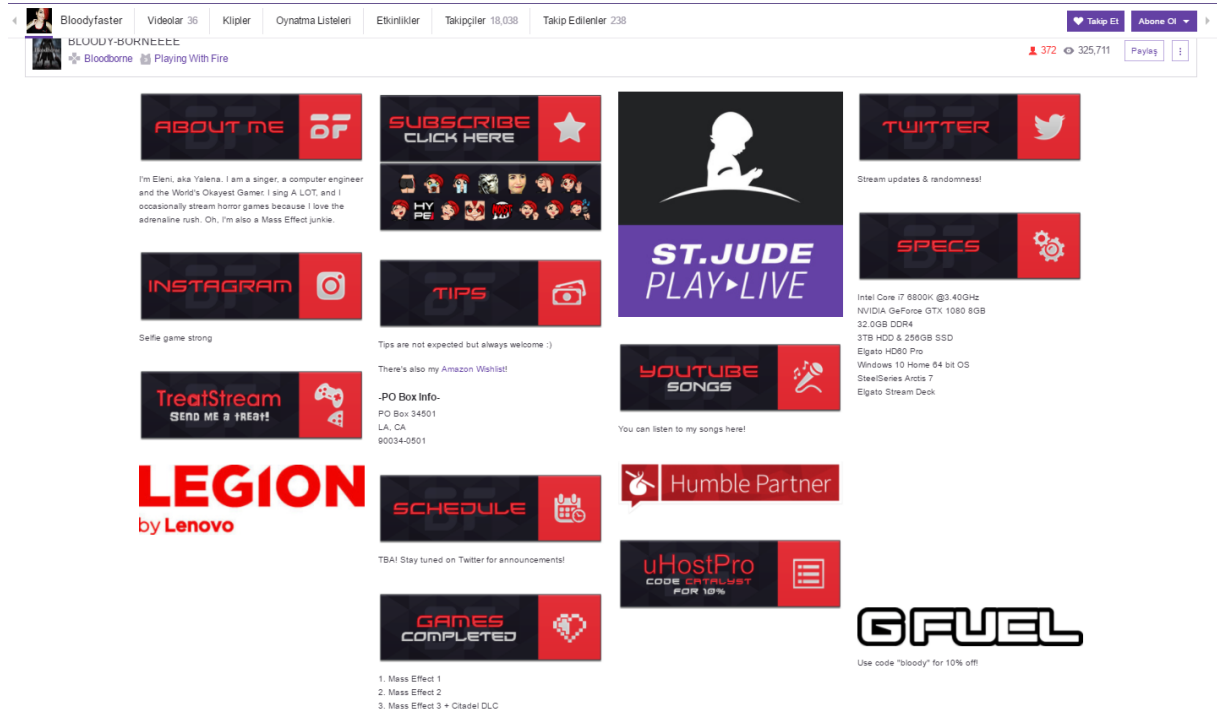 Bloodyfaster Videolar 36 Klipler Oynatma Listeleri Etkinlikler Takipçiler 18,038 Takip Edilenler 238 Takip Et Abone Ol
BLOODY-BORNEEEE
Bloodborne Playing With Fire
372 325,711 Paylaş
ABOUT ME BF
I'm Eleni, aka Yalena. I am a singer, a computer engineer
and the World's Okayest Gamer. I sing A LOT, and I
occasionally stream horror games because I love the
adrenaline rush. Oh, I'm also a Mass Effect junkie.
INSTAGRAM
Selfie game strong
TreatStream
SEND ME a tREat!
LEGION
by Lenovo
SUBSCRIBE
CLICK HERE
HYPE
TIPS
Tips are not expected but always welcome :)
There's also my Amazon Wishlist!
-PO Box Info-
PO Box 34501
LA, CA
90034-0501
SCHEDULE
TBA! Stay tuned on Twitter for announcements!
GAMES
COMPLETED
1. Mass Effect 1
2. Mass Effect 2
3. Mass Effect 3 + Citadel DLC
ST.JUDE
PLAY LIVE
YOUTUBE
SONGS
You can listen to my songs here!
Humble Partner
uHostPro
CODE CATALYST
FOR 10%
TWITTER
Stream updates & randomness!
SPECS
Intel Core i7 6800K @3.40GHz
NVIDIA GeForce GTX 1080 8GB
32.0GB DDR4
3TB HDD & 256GB SSD
Elgato HD60 Pro
Windows 10 Home 64 bit OS
SteelSeries Arctis 7
Elgato Stream Deck
G FUEL
Use code "bloody" for 10% off!